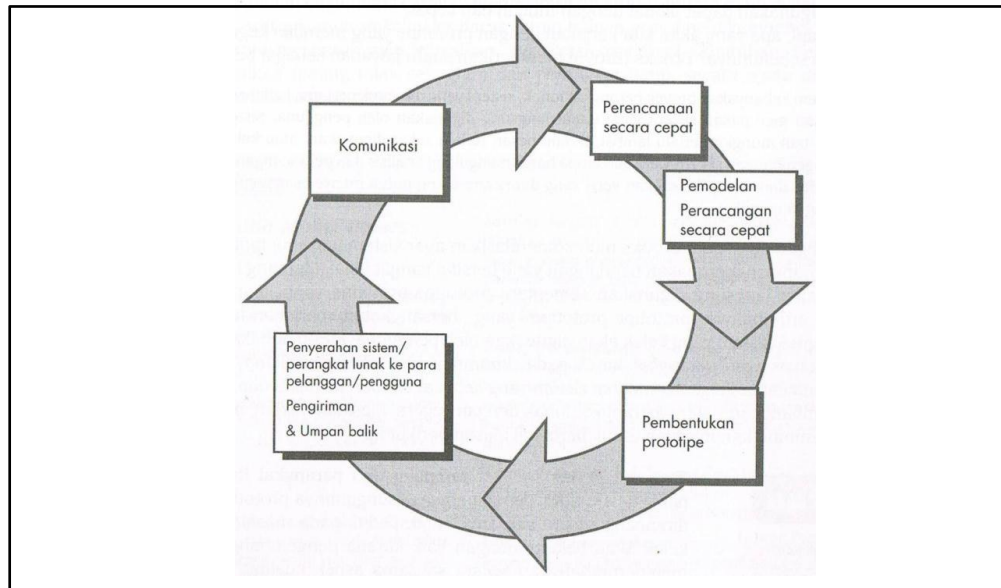 Komunikasi
Perencanaan
secara cepat
Pemodelan
Perancangan
secara cepat
Pembentukan
prototipe
Penyerahan sistem/
perangkat lunak ke para
pelanggan/pengguna
Pengiriman
& Umpan balik